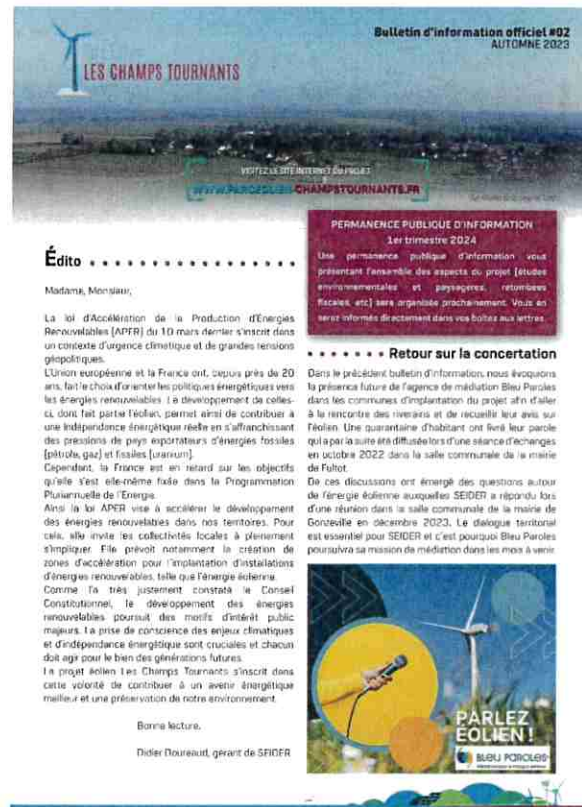 Bulletin d'information officiel #02
AUTOMNE 2023
LES CHAMPS TOURNANTS
VISITEZ LE SITE INTERNET DU PROJET
WWW.PARCEOLIEN-CHAMPSTOURNANTS.FR
PERMANENCE PUBLIQUE D'INFORMATION
1er trimestre 2024
Une permanence publique d'information vous
présentant l'ensemble des aspects du projet (études
environnementales et paysagères, retombées
fiscales, etc) sera organisée prochainement. Vous en
serez informés directement dans vos boîtes aux lettres.
Édito
Madame, Monsieur,
La loi d'Accélération de la Production d'Énergies
Renouvelables (APER) du 10 mars dernier s'inscrit dans
un contexte d'urgence climatique et de grandes tensions
géopolitiques.
L'Union européenne et la France ont, depuis près de 20
ans, fait le choix d'orienter les politiques énergétiques vers
les énergies renouvelables. Le développement de celles-
ci, dont fait partie l'éolien, permet ainsi de contribuer à
une indépendance énergétique réelle en s'affranchissant
des pressions de pays exportateurs d'énergies fossiles
(pétrole, gaz) et fissiles (uranium).
Cependant, la France est en retard sur les objectifs
qu'elle s'est elle-même fixée dans la Programmation
Pluriannuelle de l'Energie.
Ainsi la loi APER vise à accélérer le développement
des énergies renouvelables dans nos territoires. Pour
cela, elle invite les collectivités locales à pleinement
s'impliquer. Elle prévoit notamment la création de
zones d'accélération pour l'implantation d'installations
d'énergies renouvelables, telle que l'énergie éolienne.
Comme l'a très justement constaté le Conseil
Constitutionnel, le développement des énergies
renouvelables poursuit des motifs d'intérêt public
majeurs. La prise de conscience des enjeux climatiques
et d'indépendance énergétique sont cruciales et chacun
doit agir pour le bien des générations futures.
Le projet éolien Les Champs Tournants s'inscrit dans
cette volonté de contribuer à un avenir énergétique
meilleur et une préservation de notre environnement.
Bonne lecture,
Didier Doureaud, gérant de SEIDER
Retour sur la concertation
Dans le précédent bulletin d'information, nous évoquions
la présence future de l'agence de médiation Bleu Paroles
dans les communes d'implantation du projet afin d'aller
à la rencontre des riverains et de recueillir leur avis sur
l'éolien. Une quarantaine d'habitant ont livré leur parole
qui a par la suite été diffusée lors d'une séance d'échanges
en octobre 2022 dans la salle communale de la mairie
de Fultot.
De ces discussions ont émergé des questions autour
de l'énergie éolienne auxquelles SEIDER a répondu lors
d'une réunion dans la salle communale de la mairie de
Gonzeville en décembre 2023. Le dialogue territorial
est essentiel pour SEIDER et c'est pourquoi Bleu Paroles
poursuivra sa mission de médiation dans les mois à venir.
PARLEZ
ÉOLIEN !
BLEU PAROLES